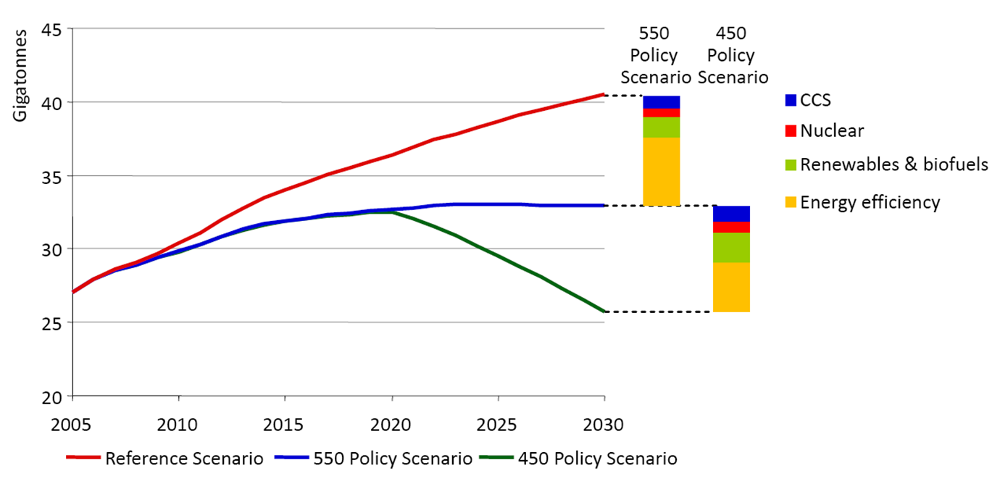 Gigatonnes
45
40
35
30
25
20
2005 2010 2015 2020 2025 2030
550 Policy Scenario
450 Policy Scenario
CCS
Nuclear
Renewables & biofuels
Energy efficiency
Reference Scenario 550 Policy Scenario 450 Policy Scenario